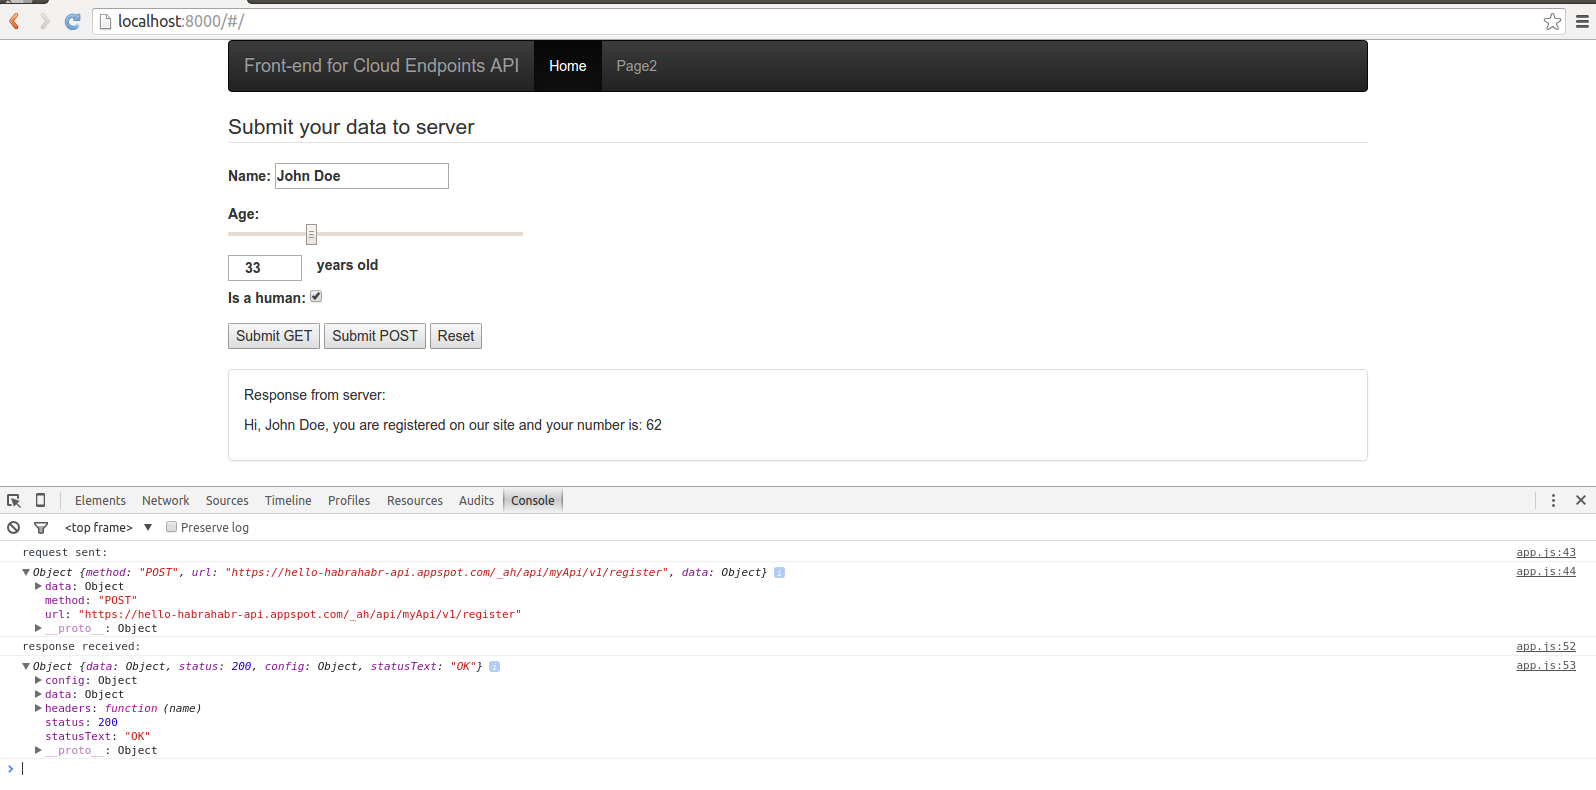 localhost:8000/#/
Front-end for Cloud Endpoints API Home Page2
Submit your data to server
Name: John Doe
Age:
33 years old
Is a human:
Submit GET Submit POST Reset
Response from server:
Hi, John Doe, you are registered on our site and your number is: 62
Elements Network Sources Timeline Profiles Resources Audits Console
<top frame> Preserve log
request sent: app.js:43
Object {method: "POST", url: "https://hello-habrahabr-api.appspot.com/_ah/api/myApi/v1/register", data: Object} i app.js:44
data: Object
method: "POST"
url: "https://hello-habrahabr-api.appspot.com/_ah/api/myApi/v1/register"
__proto__: Object
response received: app.js:52
Object {data: Object, status: 200, config: Object, statusText: "OK"} i app.js:53
config: Object
data: Object
headers: function (name)
status: 200
statusText: "OK"
__proto__: Object